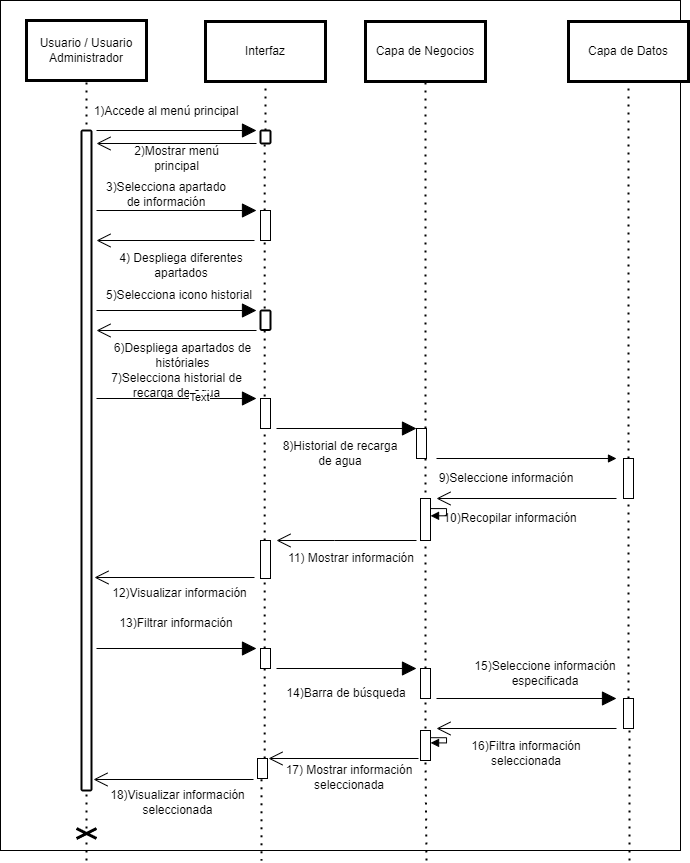 Usuario / Usuario
Administrador
Interfaz
Capa de Negocios
Capa de Datos
1)Accede al menú principal
2)Mostrar menú
principal
3)Selecciona apartado
de información
4) Despliega diferentes
apartados
5)Selecciona icono historial
6)Despliega apartados de
históriales
7)Selecciona historial de
recarga de agua
Text
8)Historial de recarga
de agua
9)Seleccione información
10)Recopilar información
11) Mostrar información
12)Visualizar información
13)Filtrar información
14)Barra de búsqueda
15)Seleccione información
especificada
16)Filtra información
seleccionada
17) Mostrar información
seleccionada
18)Visualizar información
seleccionada